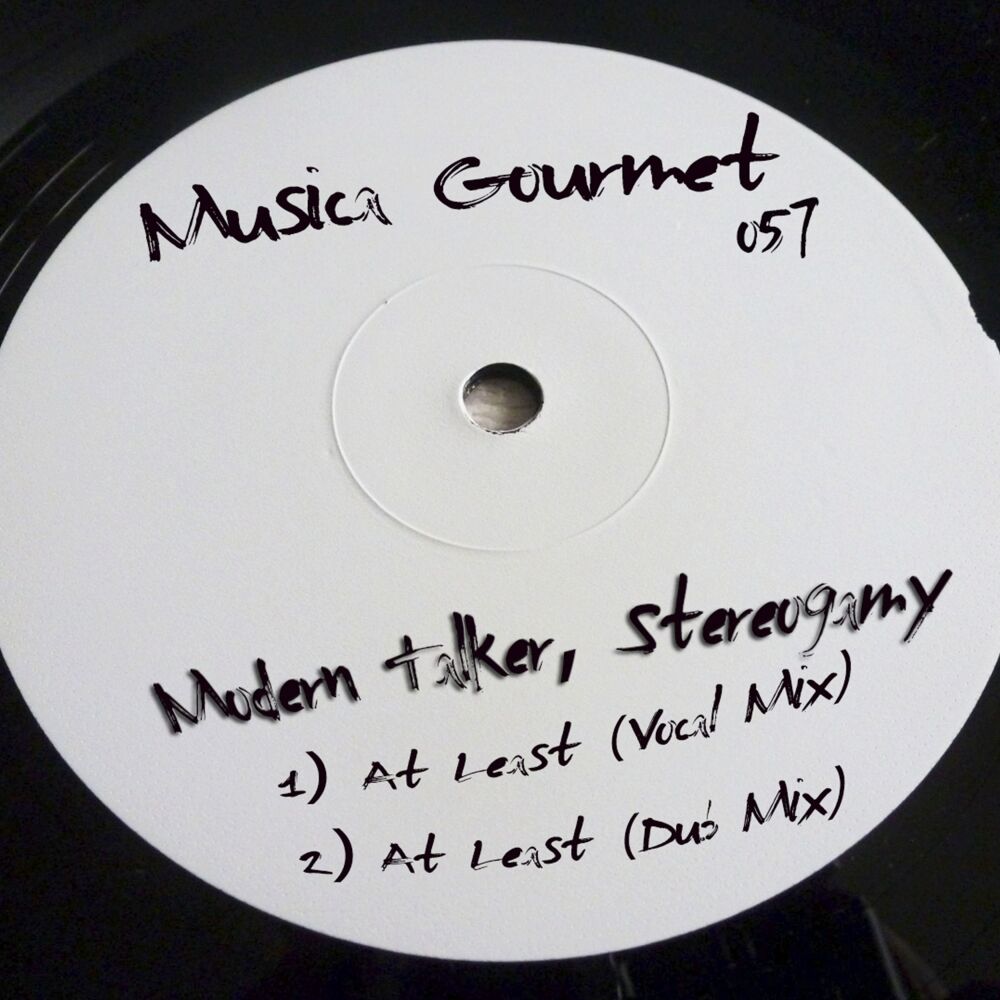 Musica Gourmet
057
Modern talker, Stereogamy
1) At Least (Vocal Mix)
2) At Least (Dub Mix)